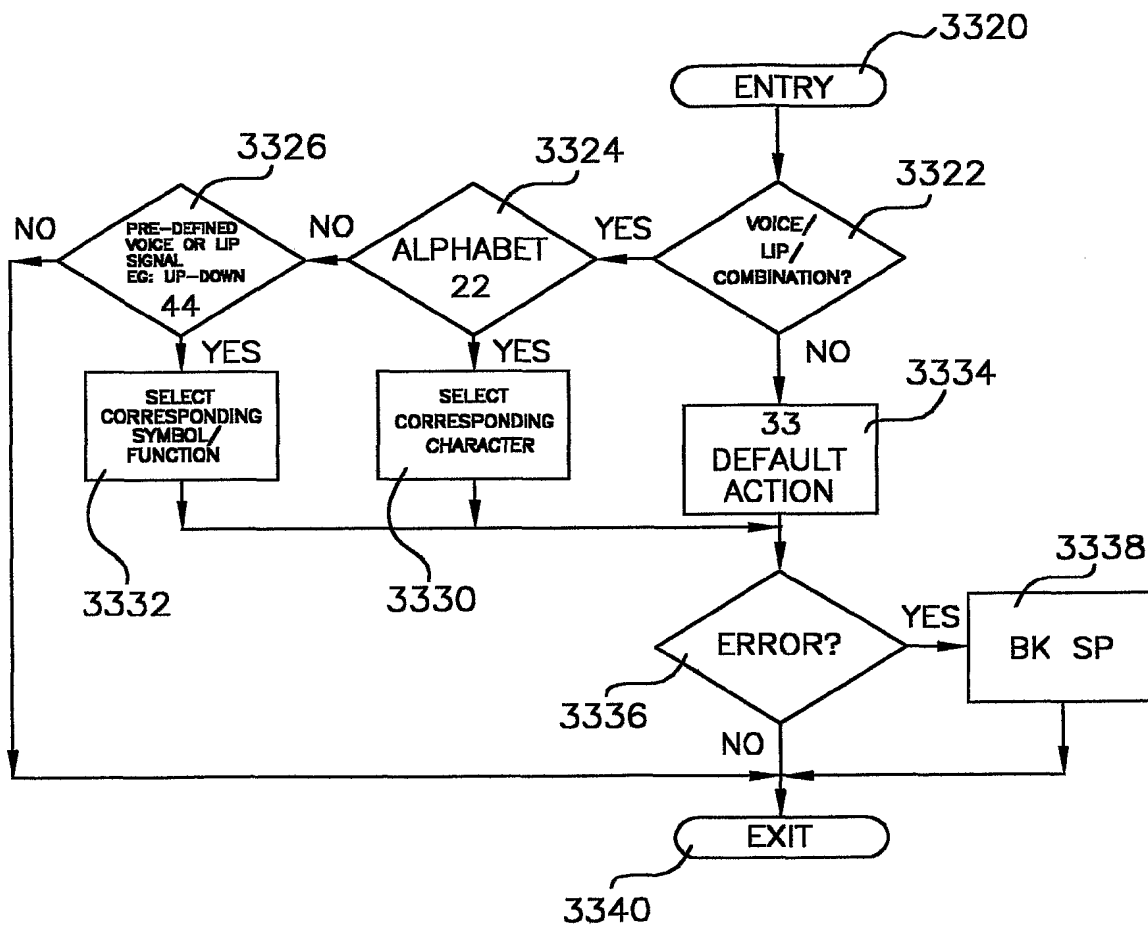 3320
ENTRY
3326
3324
3322
NO
PRE-DEFINED
VOICE OR LIP
SIGNAL
EG: UP-DOWN
44
NO
ALPHABET
22
YES
VOICE/
LIP/
COMBINATION?
YES
YES
NO
3334
SELECT
CORRESPONDING
SYMBOL/
FUNCTION
SELECT
CORRESPONDING
CHARACTER
33
DEFAULT
ACTION
3332
3330
3338
ERROR?
YES
BK SP
3336
NO
EXIT
3340